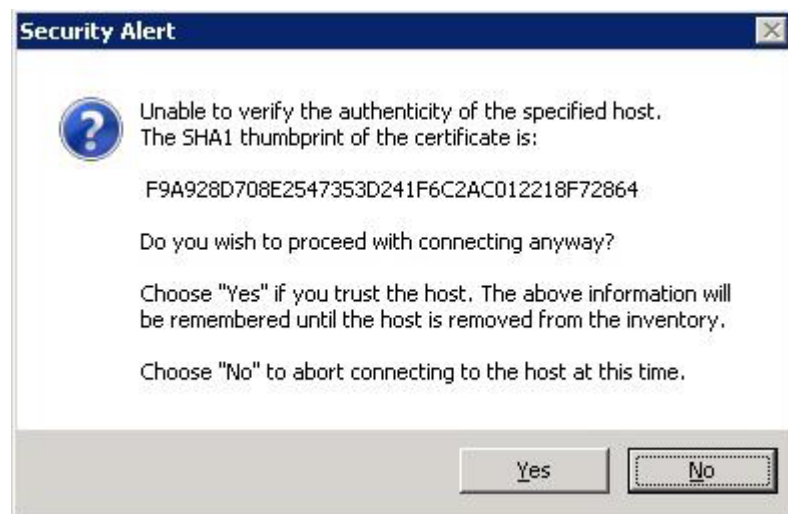 Security Alert
Unable to verify the authenticity of the specified host.
The SHA1 thumbprint of the certificate is:
F9A928D708E2547353D241F6C2AC012218F72864
Do you wish to proceed with connecting anyway?
Choose "Yes" if you trust the host. The above information will
be remembered until the host is removed from the inventory.
Choose "No" to abort connecting to the host at this time.
Yes
No